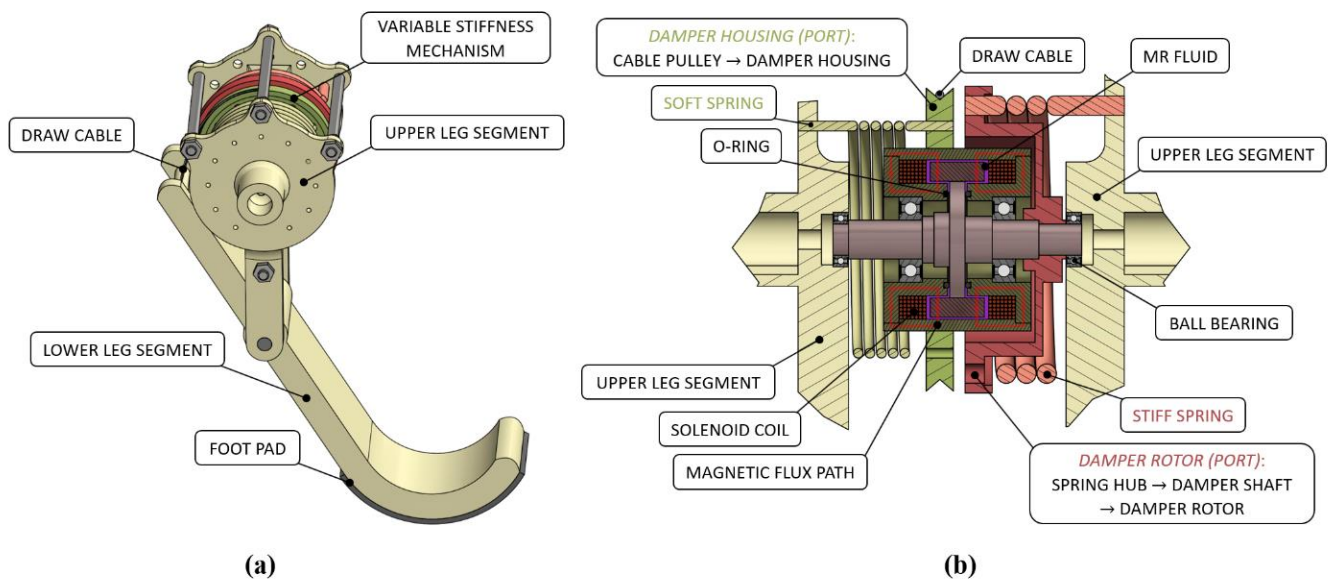 VARIABLE STIFFNESS
MECHANISM
DRAW CABLE
UPPER LEG SEGMENT
LOWER LEG SEGMENT
FOOT PAD
(a)
DAMPER HOUSING (PORT):
CABLE PULLEY → DAMPER HOUSING
DRAW CABLE
MR FLUID
SOFT SPRING
O-RING
UPPER LEG SEGMENT
BALL BEARING
UPPER LEG SEGMENT
SOLENOID COIL
STIFF SPRING
MAGNETIC FLUX PATH
DAMPER ROTOR (PORT):
SPRING HUB → DAMPER SHAFT
→ DAMPER ROTOR
(b)